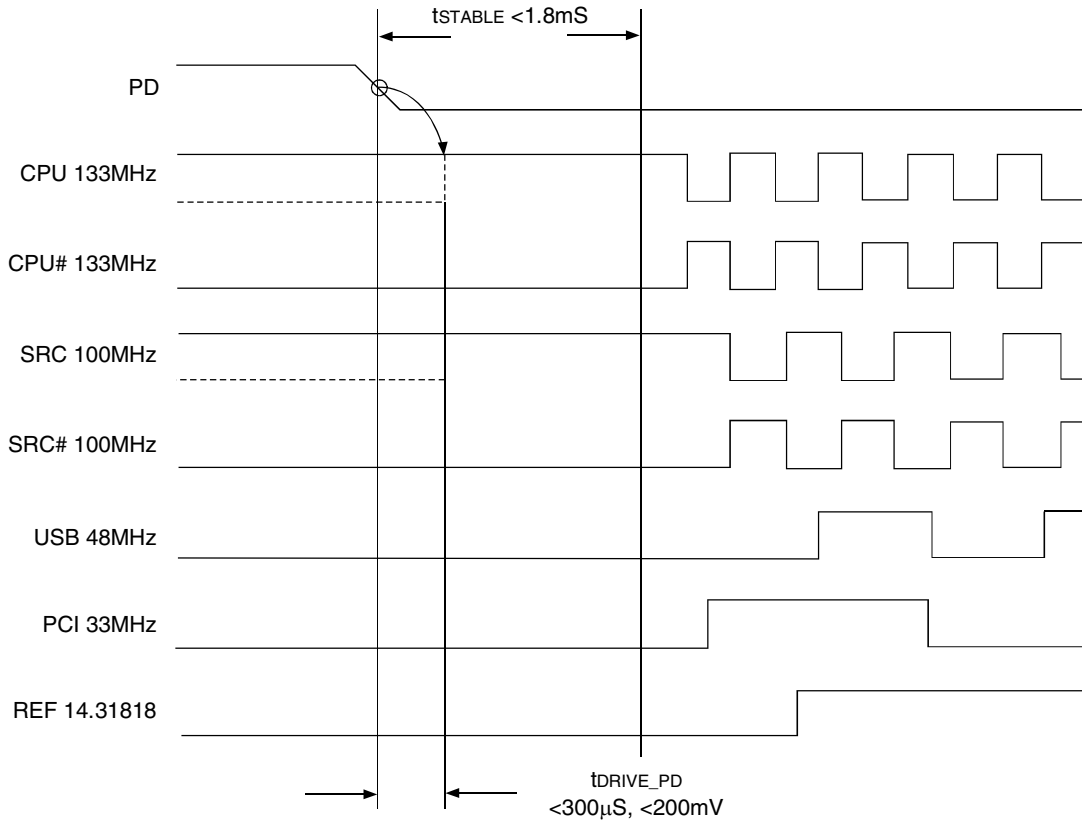 tSTABLE <1.8mS
PD
CPU 133MHz
CPU# 133MHz
SRC 100MHz
SRC# 100MHz
USB 48MHz
PCI 33MHz
REF 14.31818
tDRIVE_PD
<300μS, <200mV